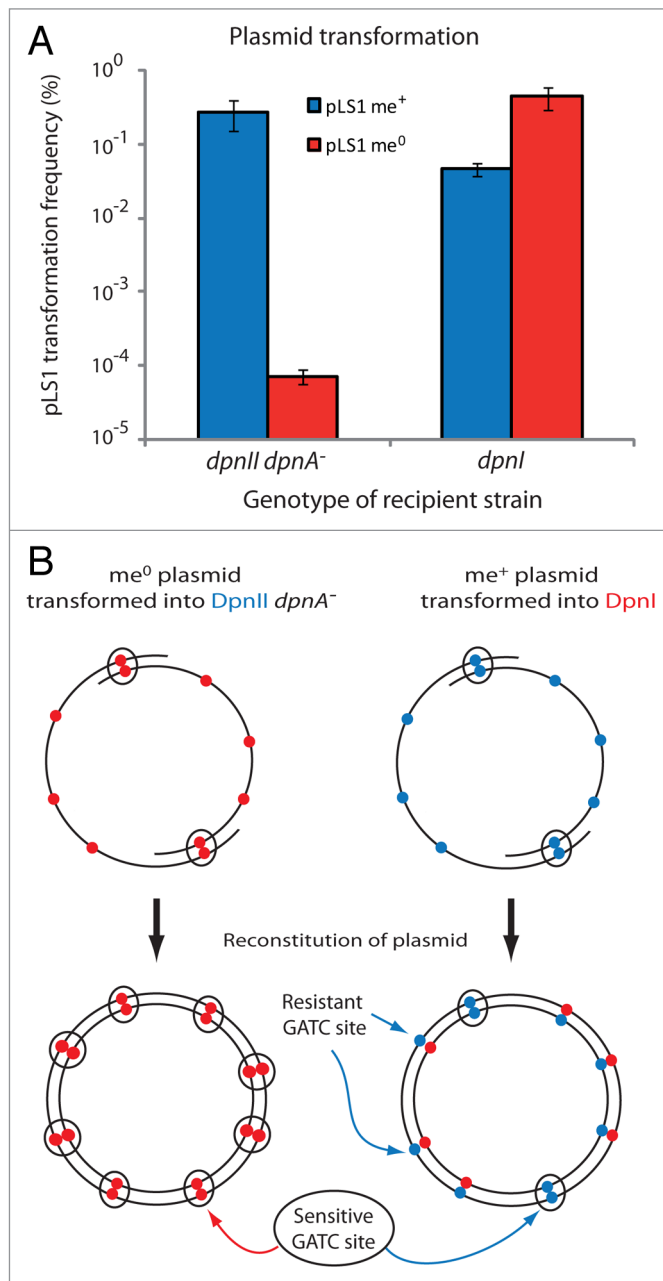 A
Plasmid transformation
pLS1 transformation frequency (%)
10⁰
10⁻¹
10⁻²
10⁻³
10⁻⁴
10⁻⁵
pLS1 me⁺
pLS1 me⁰
dpnII dpnA⁻
dpnI
Genotype of recipient strain
B
me⁰ plasmid
transformed into DpnII dpnA⁻
me⁺ plasmid
transformed into DpnI
Reconstitution of plasmid
Resistant
GATC site
Sensitive
GATC site